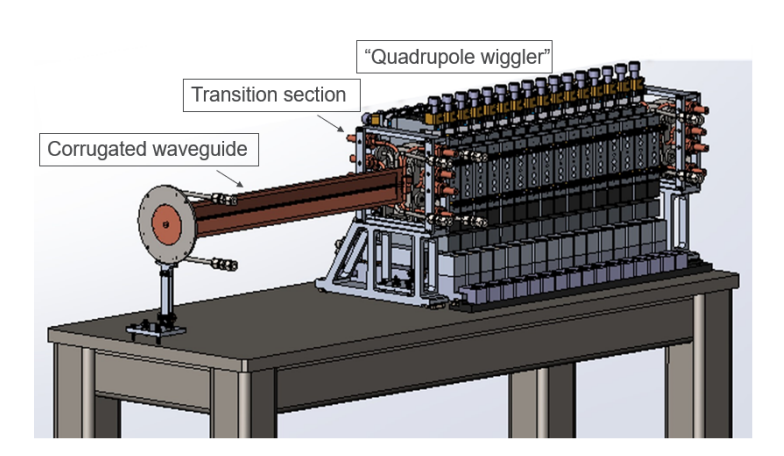 “Quadrupole wiggler”
Transition section
Corrugated waveguide